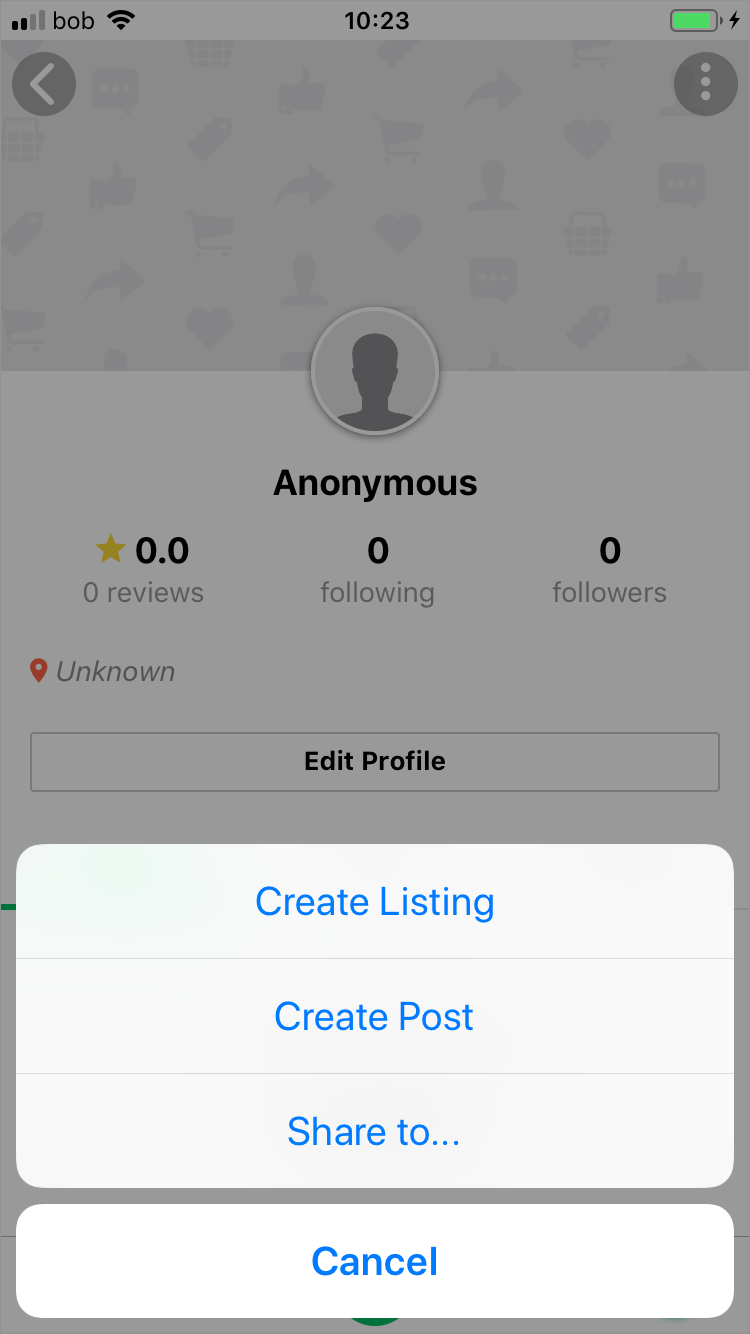 bob 10:23
Anonymous
0.0 0 0
0 reviews following followers
Unknown
Edit Profile
Create Listing
Create Post
Share to...
Cancel